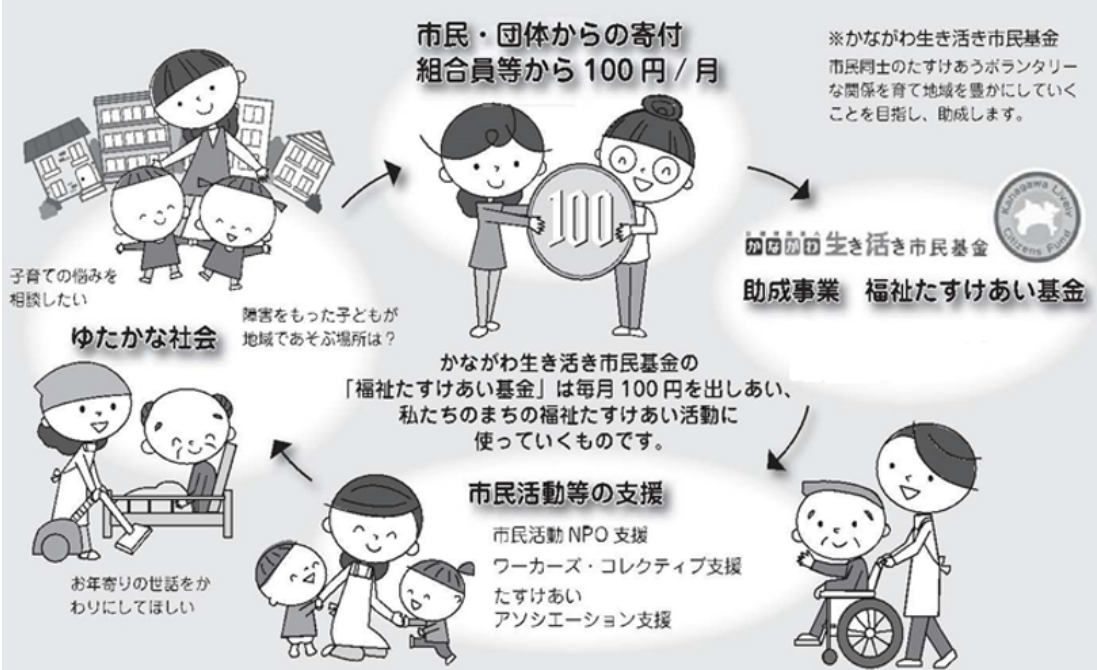 市民・団体からの寄付
組合員等から100円/月
※かながわ生き活き市民基金
市民同士のたすけあうボランタリー
な関係を育て地域を豊かにしていく
ことを目指し、助成します。
100
Kanagawa Lively
Citizens Fund
かながわ生き活き市民基金
助成事業 福祉たすけあい基金
子育ての悩みを
相談したい
障害をもった子どもが
地域であそぶ場所は?
ゆたかな社会
かながわ生き活き市民基金の
「福祉たすけあい基金」は毎月100円を出しあい、
私たちのまちの福祉たすけあい活動に
使っていくものです。
市民活動等の支援
市民活動NPO支援
ワーカーズ・コレクティブ支援
たすけあい
アソシエーション支援
お年寄りの世話をか
わりにしてほしい